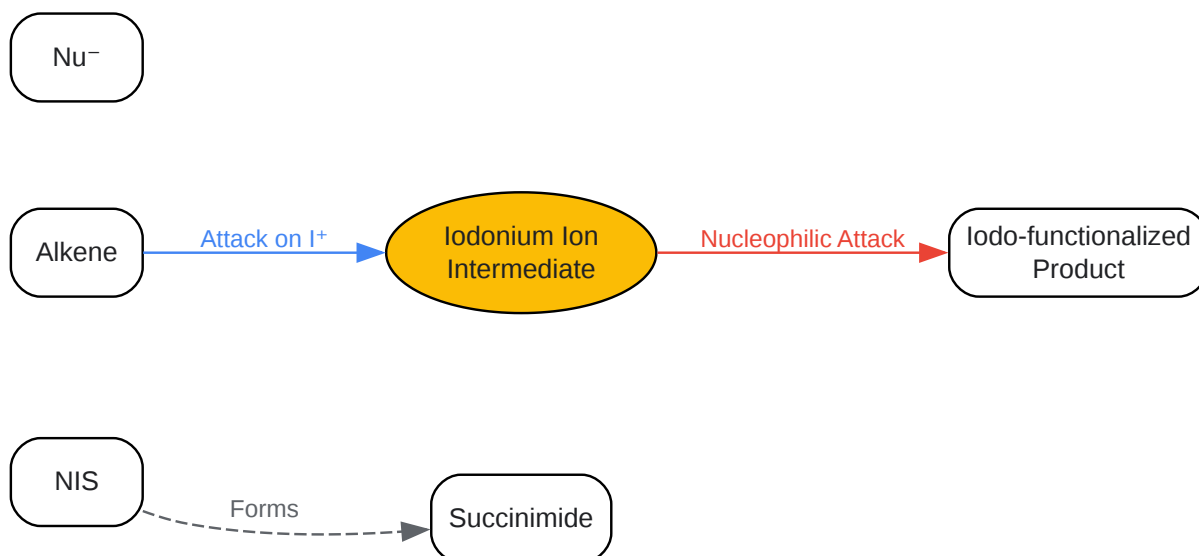 Nu⁻
Alkene
Attack on I⁺
Iodonium Ion
Intermediate
Nucleophilic Attack
Iodo-functionalized
Product
NIS
Forms
Succinimide